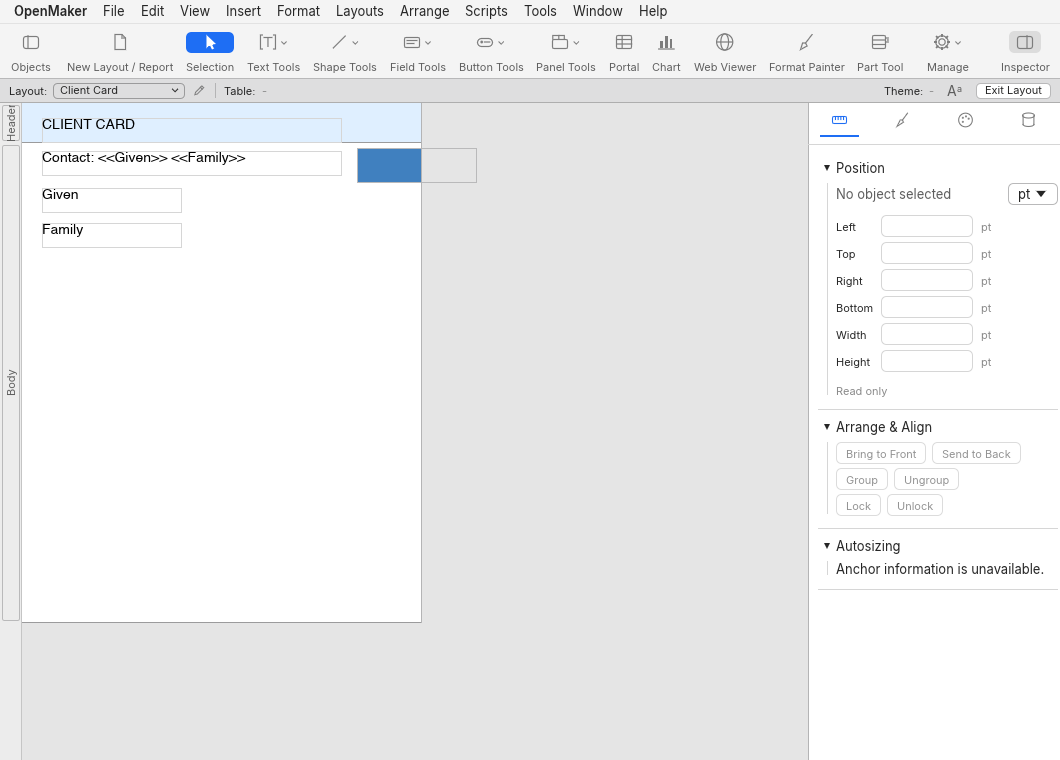 OpenMaker File Edit View Insert Format Layouts Arrange Scripts Tools Window Help
Objects New Layout / Report Selection Text Tools Shape Tools Field Tools Button Tools Panel Tools Portal Chart Web Viewer Format Painter Part Tool Manage Inspector
Layout: Client Card Table: - Theme: - Aa Exit Layout
Header
CLIENT CARD
Contact: <<Given>> <<Family>>
Given
Family
Body
Position
No object selected pt
Left pt
Top pt
Right pt
Bottom pt
Width pt
Height pt
Read only
Arrange & Align
Bring to Front Send to Back
Group Ungroup
Lock Unlock
Autosizing
Anchor information is unavailable.